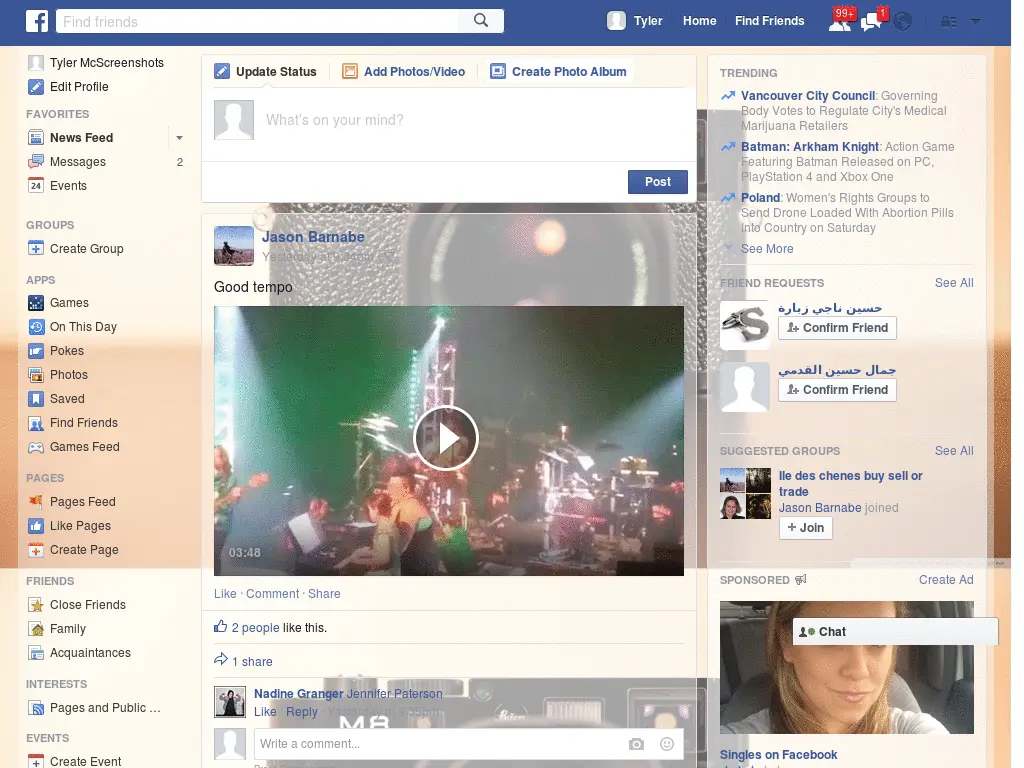 Find friends
Tyler
Home
Find Friends
99+
1
Tyler McScreenshots
Edit Profile
FAVORITES
News Feed
Messages 2
24 Events
GROUPS
Create Group
APPS
Games
On This Day
Pokes
Photos
Saved
Find Friends
Games Feed
PAGES
Pages Feed
Like Pages
Create Page
FRIENDS
Close Friends
Family
Acquaintances
INTERESTS
Pages and Public ...
EVENTS
Create Event
Update Status
Add Photos/Video
Create Photo Album
What's on your mind?
Post
Jason Barnabe
Yesterday at
Good tempo
03:48
Like · Comment · Share
2 people like this.
1 share
Nadine Granger Jennifer Paterson
Like · Reply · Yesterday at
M8
Leica
Write a comment...
TRENDING
Vancouver City Council: Governing
Body Votes to Regulate City's Medical
Marijuana Retailers
Batman: Arkham Knight: Action Game
Featuring Batman Released on PC,
PlayStation 4 and Xbox One
Poland: Women's Rights Groups to
Send Drone Loaded With Abortion Pills
Into Country on Saturday
See More
FRIEND REQUESTS See All
حسين ناجي زبارة
Confirm Friend
جمال حسين القدمي
Confirm Friend
SUGGESTED GROUPS See All
Ile des chenes buy sell or
trade
Jason Barnabe joined
+ Join
SPONSORED Create Ad
Chat
Singles on Facebook